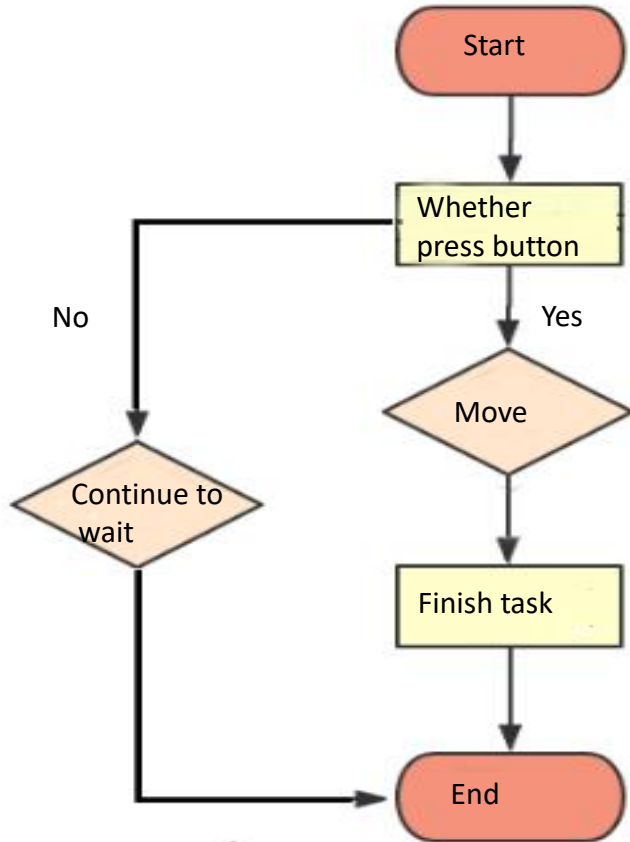 Start
Whether
press button
No
Yes
Move
Continue to
wait
Finish task
End